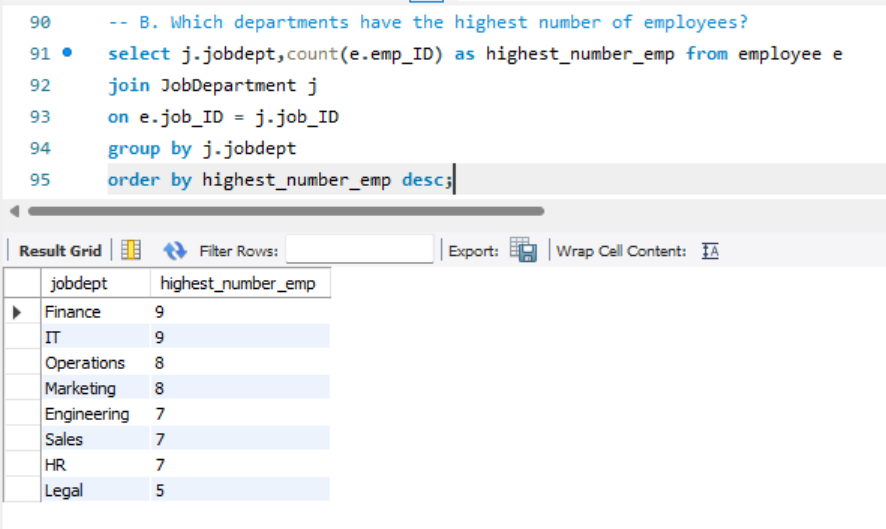 90 -- B. Which departments have the highest number of employees?
91 select j.jobdept,count(e.emp_ID) as highest_number_emp from employee e
92 join JobDepartment j
93 on e.job_ID = j.job_ID
94 group by j.jobdept
95 order by highest_number_emp desc;
Result Grid Filter Rows: Export: Wrap Cell Content: IA
jobdept highest_number_emp
Finance 9
IT 9
Operations 8
Marketing 8
Engineering 7
Sales 7
HR 7
Legal 5